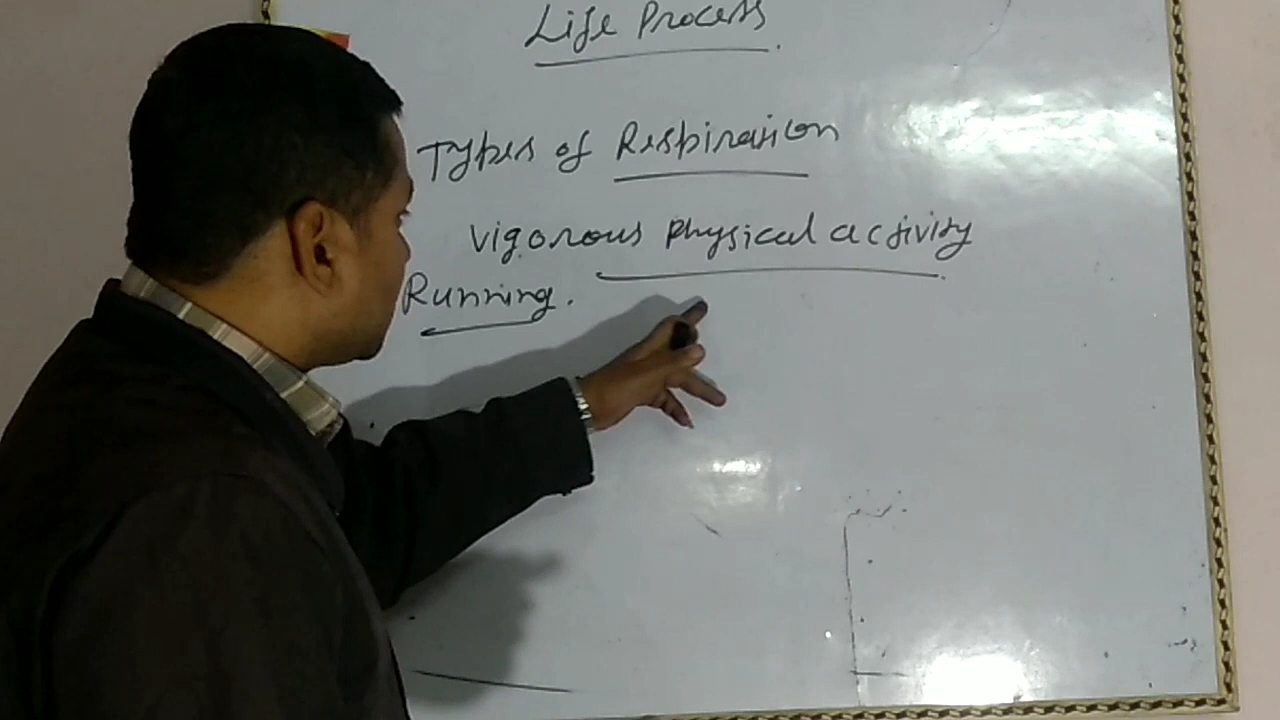 Life Process
Types of Respiration
Vigorous Physical activity
Running.